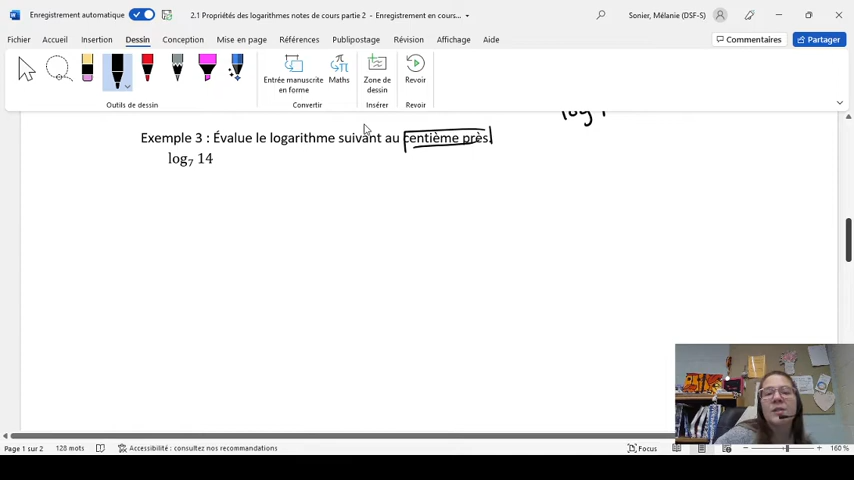 Enregistrement automatique 2.1 Propriétés des logarithmes notes de cours partie 2 - Enregistrement en cours... Sonier, Mélanie (DSF-S)
Fichier Accueil Insertion Dessin Conception Mise en page Références Publipostage Révision Affichage Aide Commentaires Partager
Entrée manuscrite en forme Maths Zone de dessin Revoir
Outils de dessin Convertir Insérer Revoir
log
Exemple 3 : Évalue le logarithme suivant au centième près.
log₇ 14
Page 1 sur 2 128 mots Accessibilité : consultez nos recommandations Focus 160 %